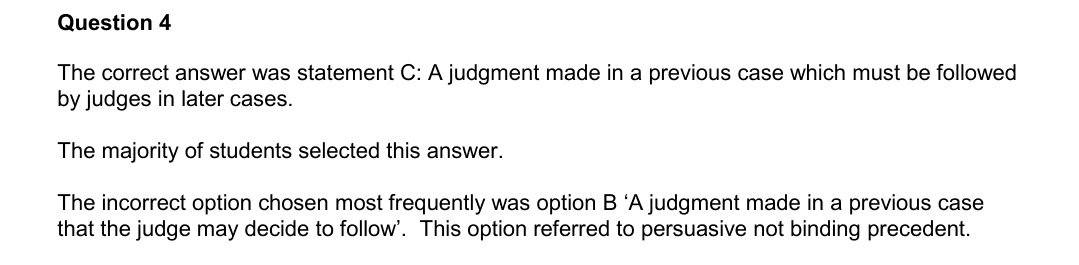 Question 4
The correct answer was statement C: A judgment made in a previous case which must be followed
by judges in later cases.
The majority of students selected this answer.
The incorrect option chosen most frequently was option B ‘A judgment made in a previous case
that the judge may decide to follow’.  This option referred to persuasive not binding precedent.